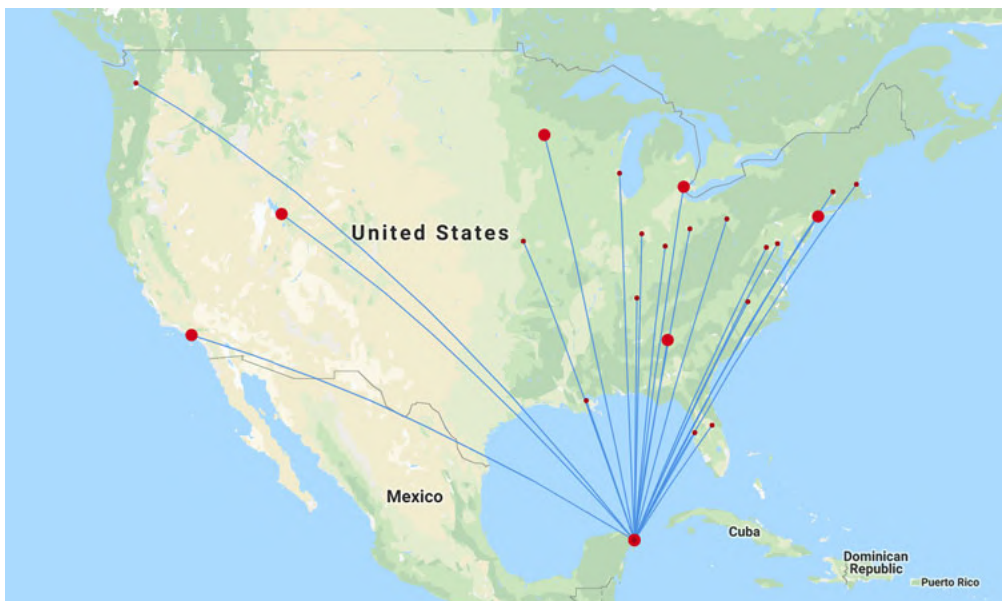 United States
Mexico
Cuba
Dominican
Republic
Puerto Rico